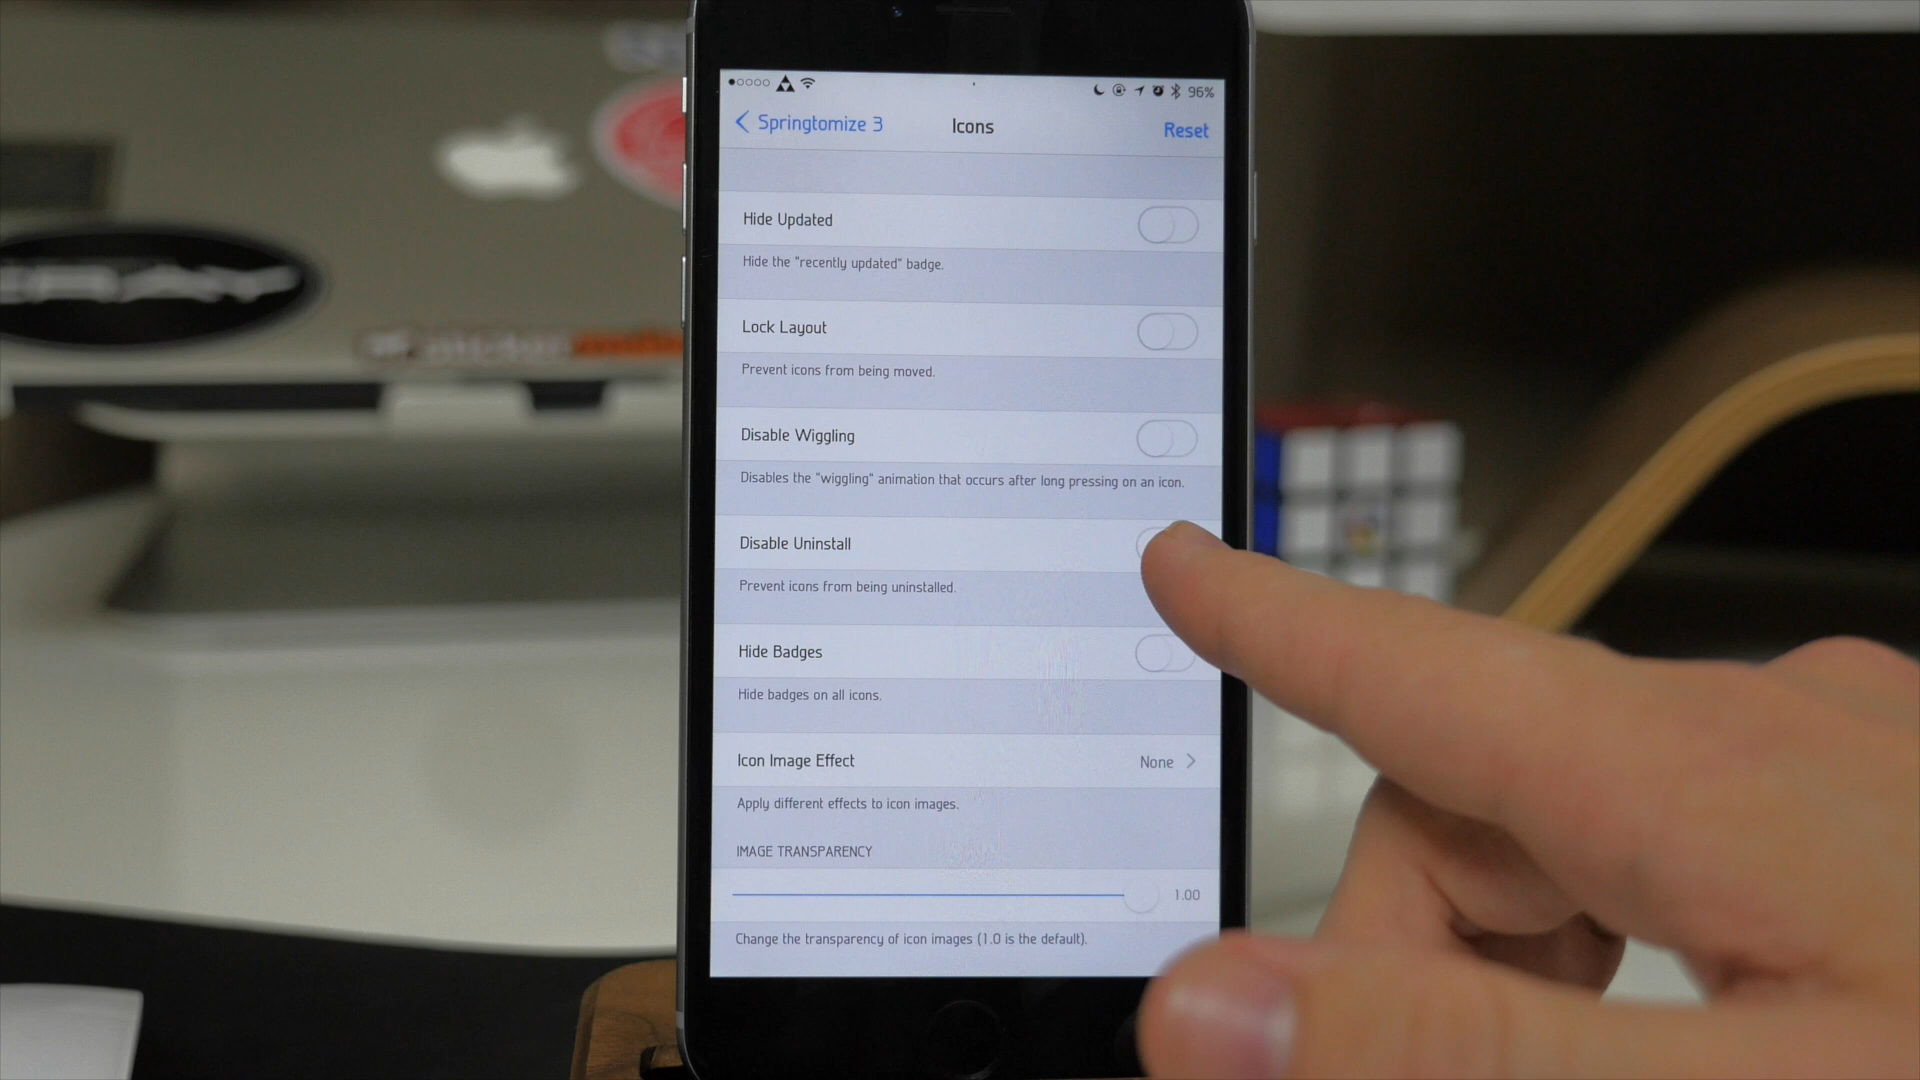 96%
Springtomize 3
Icons
Reset
Hide Updated
Hide the "recently updated" badge.
Lock Layout
Prevent icons from being moved.
Disable Wiggling
Disables the "wiggling" animation that occurs after long pressing on an icon.
Disable Uninstall
Prevent icons from being uninstalled.
Hide Badges
Hide badges on all icons.
Icon Image Effect
None
Apply different effects to icon images.
IMAGE TRANSPARENCY
1.00
Change the transparency of icon images (1.0 is the default).